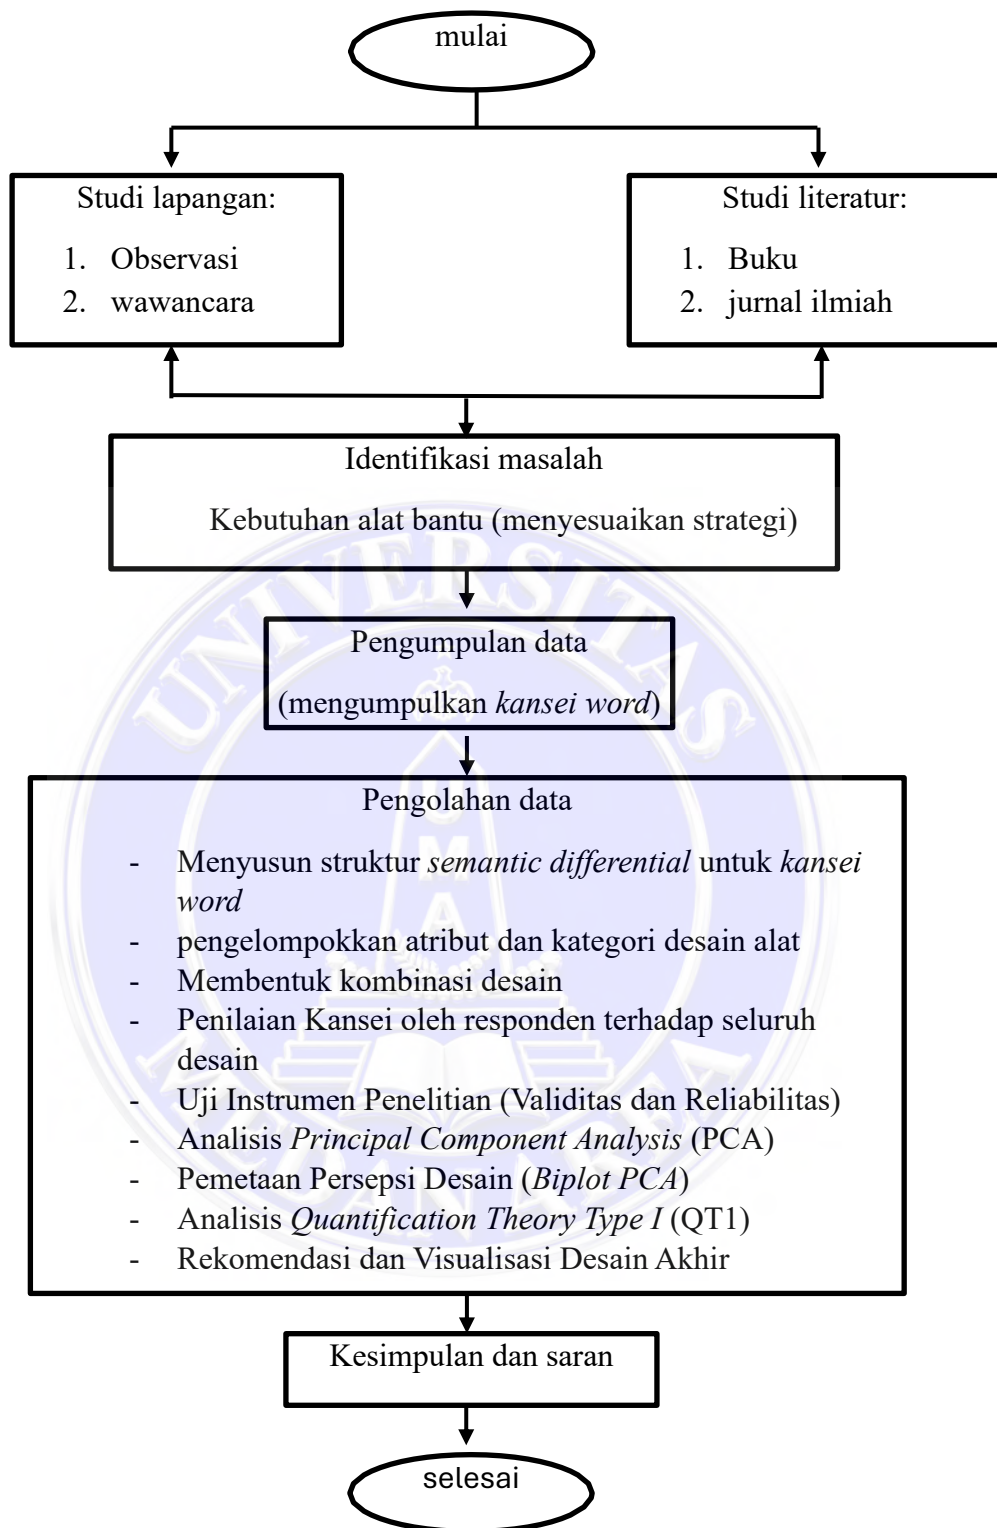 mulai
Studi lapangan:
1. Observasi
2. wawancara
Studi literatur:
1. Buku
2. jurnal ilmiah
Identifikasi masalah
Kebutuhan alat bantu (menyesuaikan strategi)
Pengumpulan data
(mengumpulkan kansei word)
Pengolahan data
- Menyusun struktur semantic differential untuk kansei
word
- pengelompokkan atribut dan kategori desain alat
- Membentuk kombinasi desain
- Penilaian Kansei oleh responden terhadap seluruh
desain
- Uji Instrumen Penelitian (Validitas dan Reliabilitas)
- Analisis Principal Component Analysis (PCA)
- Pemetaan Persepsi Desain (Biplot PCA)
- Analisis Quantification Theory Type I (QT1)
- Rekomendasi dan Visualisasi Desain Akhir
Kesimpulan dan saran
selesai
UNIVERSITAS
UMA
MEDAN AREA